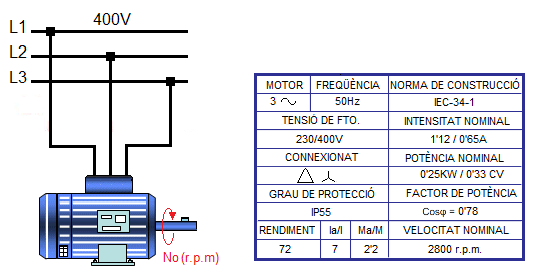 400V
L1
L2
L3
No (r.p.m)
MOTOR FREQÜÈNCIA NORMA DE CONSTRUCCIÓ
3 50Hz IEC-34-1
TENSIÓ DE FTO. INTENSITAT NOMINAL
230/400V 1'12 / 0'65A
CONNEXIONAT POTÈNCIA NOMINAL
0'25KW / 0'33 CV
GRAU DE PROTECCIÓ FACTOR DE POTÈNCIA
IP55 Cosφ = 0'78
RENDIMENT Ia/I Ma/M VELOCITAT NOMINAL
72 7 2'2 2800 r.p.m.